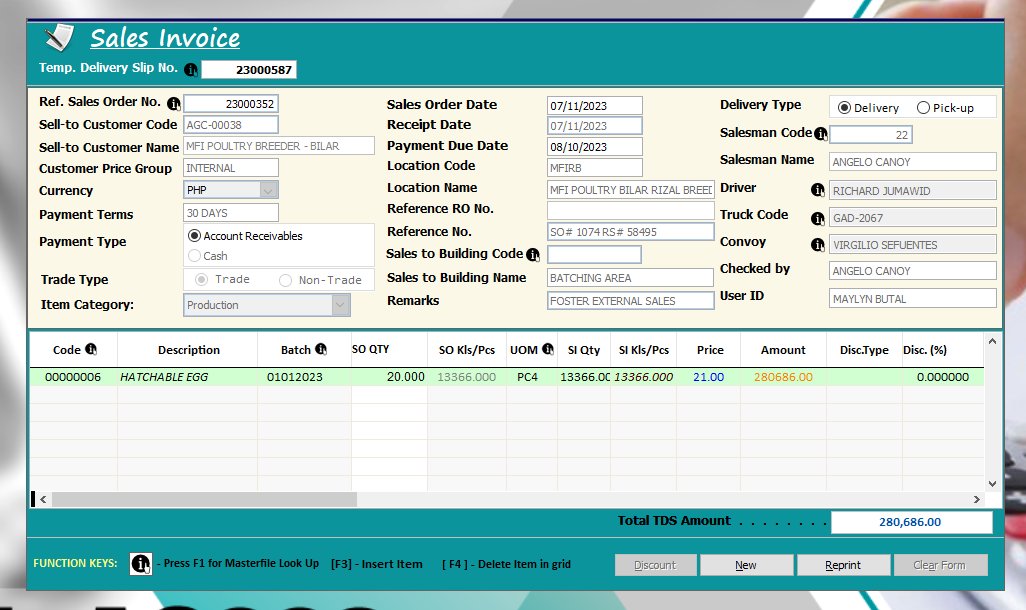 Sales Invoice
Temp. Delivery Slip No. 23000587
Ref. Sales Order No. 23000352
Sell-to Customer Code AGC-00038
Sell-to Customer Name MFI POULTRY BREEDER - BILAR
Customer Price Group INTERNAL
Currency PHP
Payment Terms 30 DAYS
Payment Type Account Receivables
Cash
Trade Type Trade Non-Trade
Item Category: Production
Sales Order Date 07/11/2023
Receipt Date 07/11/2023
Payment Due Date 08/10/2023
Location Code MFIRB
Location Name MFI POULTRY BILAR RIZAL BREED
Reference RO No.
Reference No. SO# 1074 RS# 58495
Sales to Building Code
Sales to Building Name BATCHING AREA
Remarks FOSTER EXTERNAL SALES
Delivery Type Delivery Pick-up
Salesman Code 22
Salesman Name ANGELO CANOY
Driver RICHARD JUMAWID
Truck Code GAD-2067
Convoy VIRGILIO SEFUENTES
Checked by ANGELO CANOY
User ID MAYLYN BUTAL
Code Description Batch SO QTY SO Kls/Pcs UOM SI Qty SI Kls/Pcs Price Amount Disc.Type Disc. (%)
00000006 HATCHABLE EGG 01012023 20.000 13366.000 PC4 13366.00 13366.000 21.00 280686.00 0.000000
Total TDS Amount . . . . . . . . 280,686.00
FUNCTION KEYS: - Press F1 for Masterfile Look Up [F3] - Insert Item [ F4 ] - Delete Item in grid Discount New Reprint Clear Form